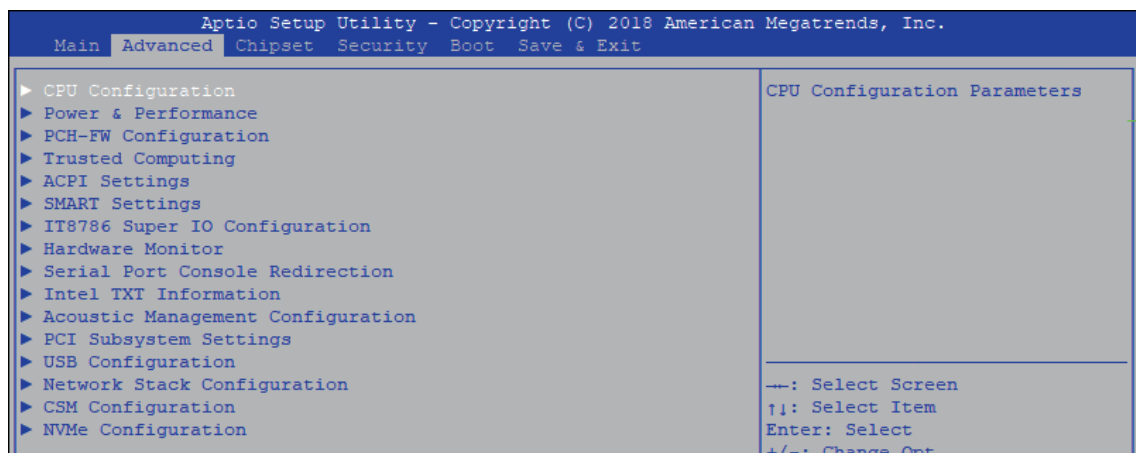 Aptio Setup Utility - Copyright (C) 2018 American Megatrends, Inc.
Main Advanced Chipset Security Boot Save & Exit
► CPU Configuration
► Power & Performance
► PCH-FW Configuration
► Trusted Computing
► ACPI Settings
► SMART Settings
► IT8786 Super IO Configuration
► Hardware Monitor
► Serial Port Console Redirection
► Intel TXT Information
► Acoustic Management Configuration
► PCI Subsystem Settings
► USB Configuration
► Network Stack Configuration
► CSM Configuration
► NVMe Configuration
CPU Configuration Parameters
→←: Select Screen
↑↓: Select Item
Enter: Select
+/-: Change Opt.